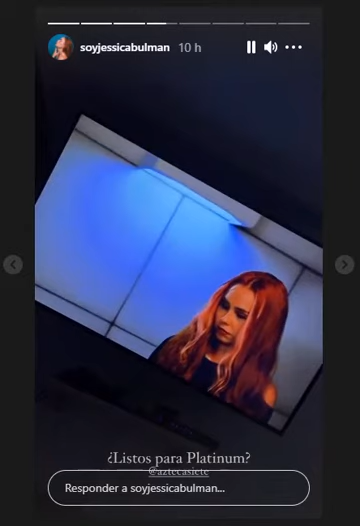 soyjessicabulman 10 h
¿Listos para Platinum?
@aztecasiete
Responder a soyjessicabulman...